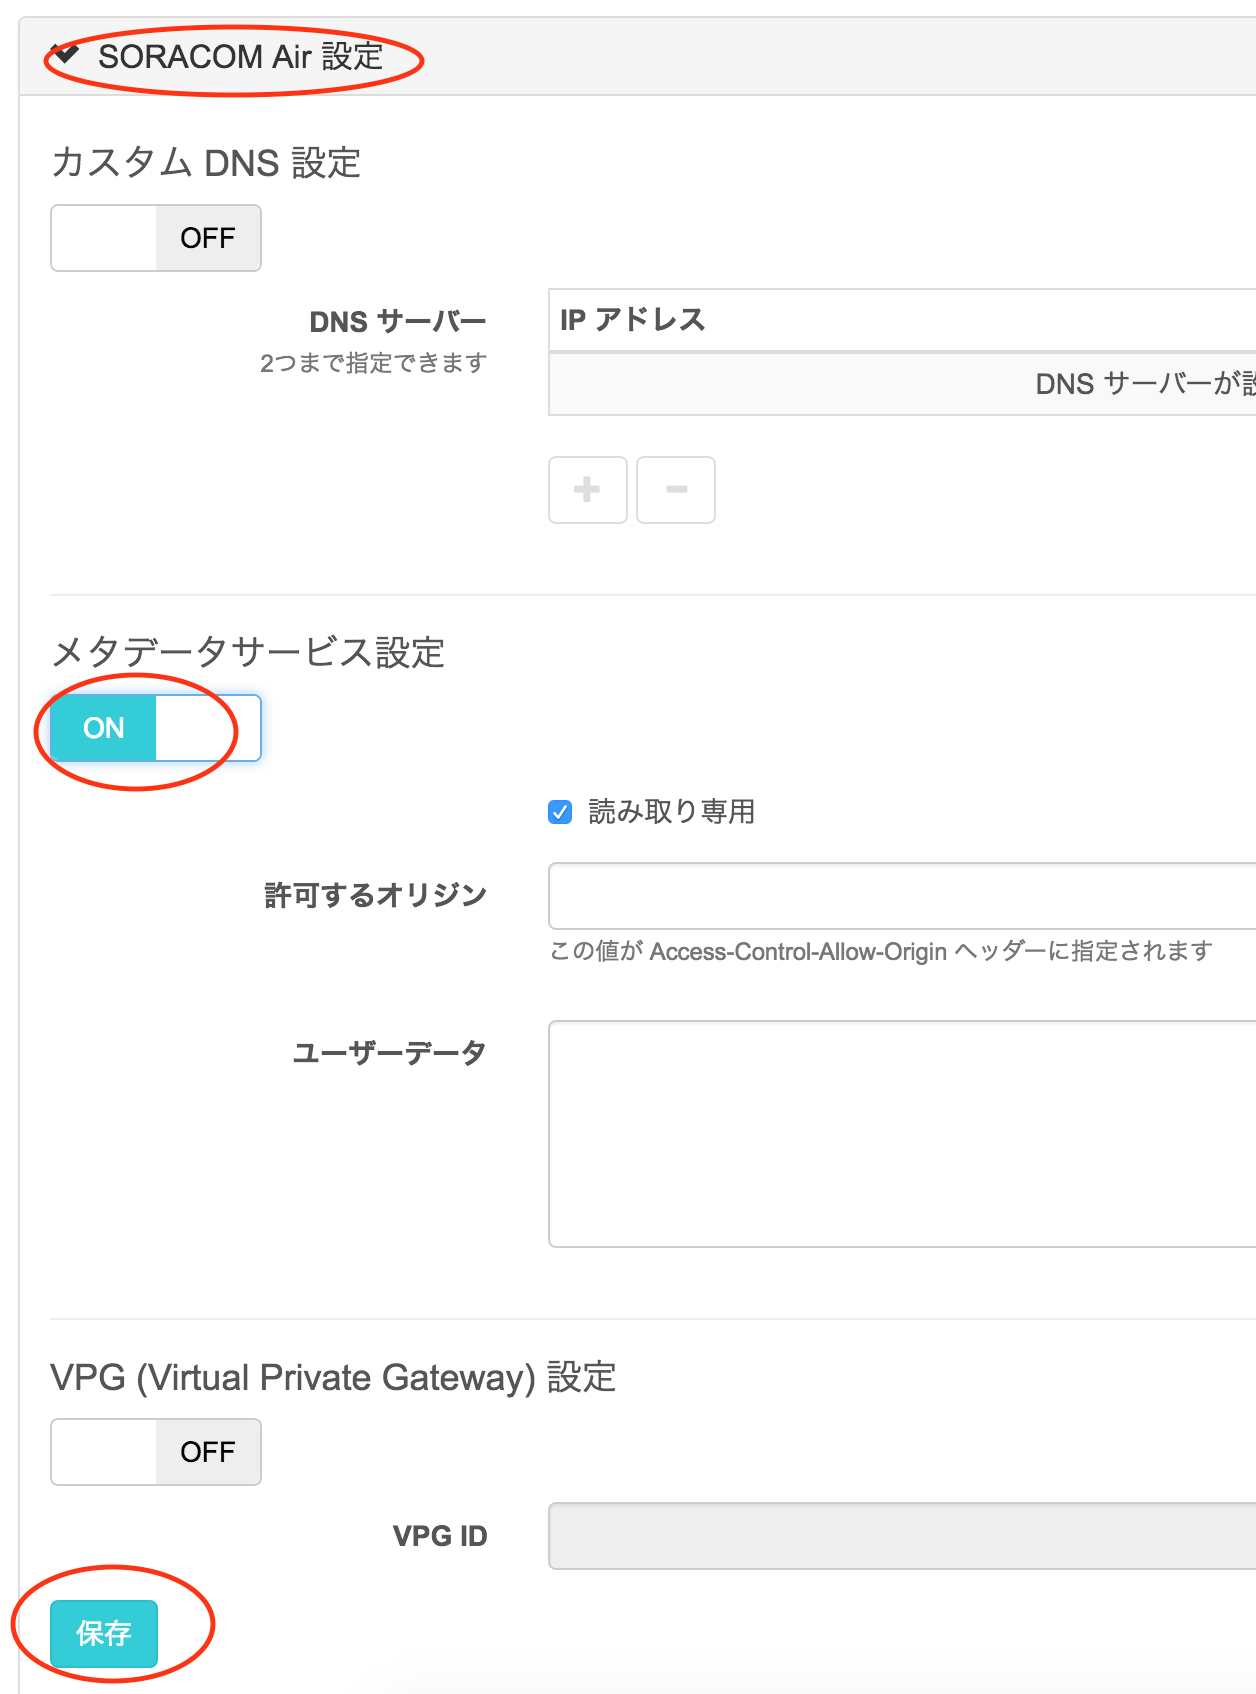 SORACOM Air 設定
カスタム DNS 設定
OFF
DNS サーバー
IP アドレス
2つまで指定できます
DNS サーバーが設
メタデータサービス設定
ON
読み取り専用
許可するオリジン
この値が Access-Control-Allow-Origin ヘッダーに指定されます
ユーザーデータ
VPG (Virtual Private Gateway) 設定
OFF
VPG ID
保存